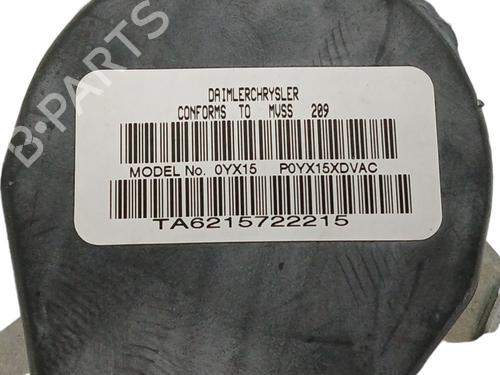 B-PARTS
DAIMLERCHRYSLER
CONFORMS TO MVSS 209
MODEL No. 0YX15 P0YX15XDVAC
TA6215722215